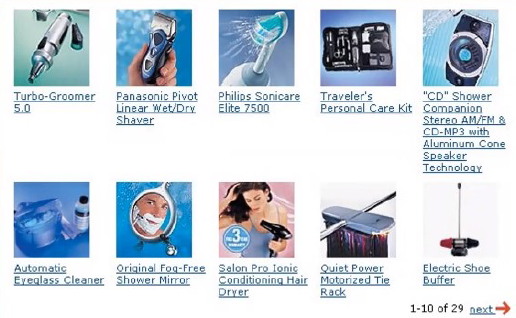 Turbo-Groomer
5.0
Panasonic Pivot
Linear Wet/Dry
Shaver
Philips Sonicare
Elite 7500
Traveler's
Personal Care Kit
"CD" Shower
Companion
Stereo AM/FM &
CD-MP3 with
Aluminum Cone
Speaker
Technology
Automatic
Eyeglass Cleaner
Original Fog-Free
Shower Mirror
Salon Pro Ionic
Conditioning Hair
Dryer
Quiet Power
Motorized Tie
Rack
Electric Shoe
Buffer
1-10 of 29 next